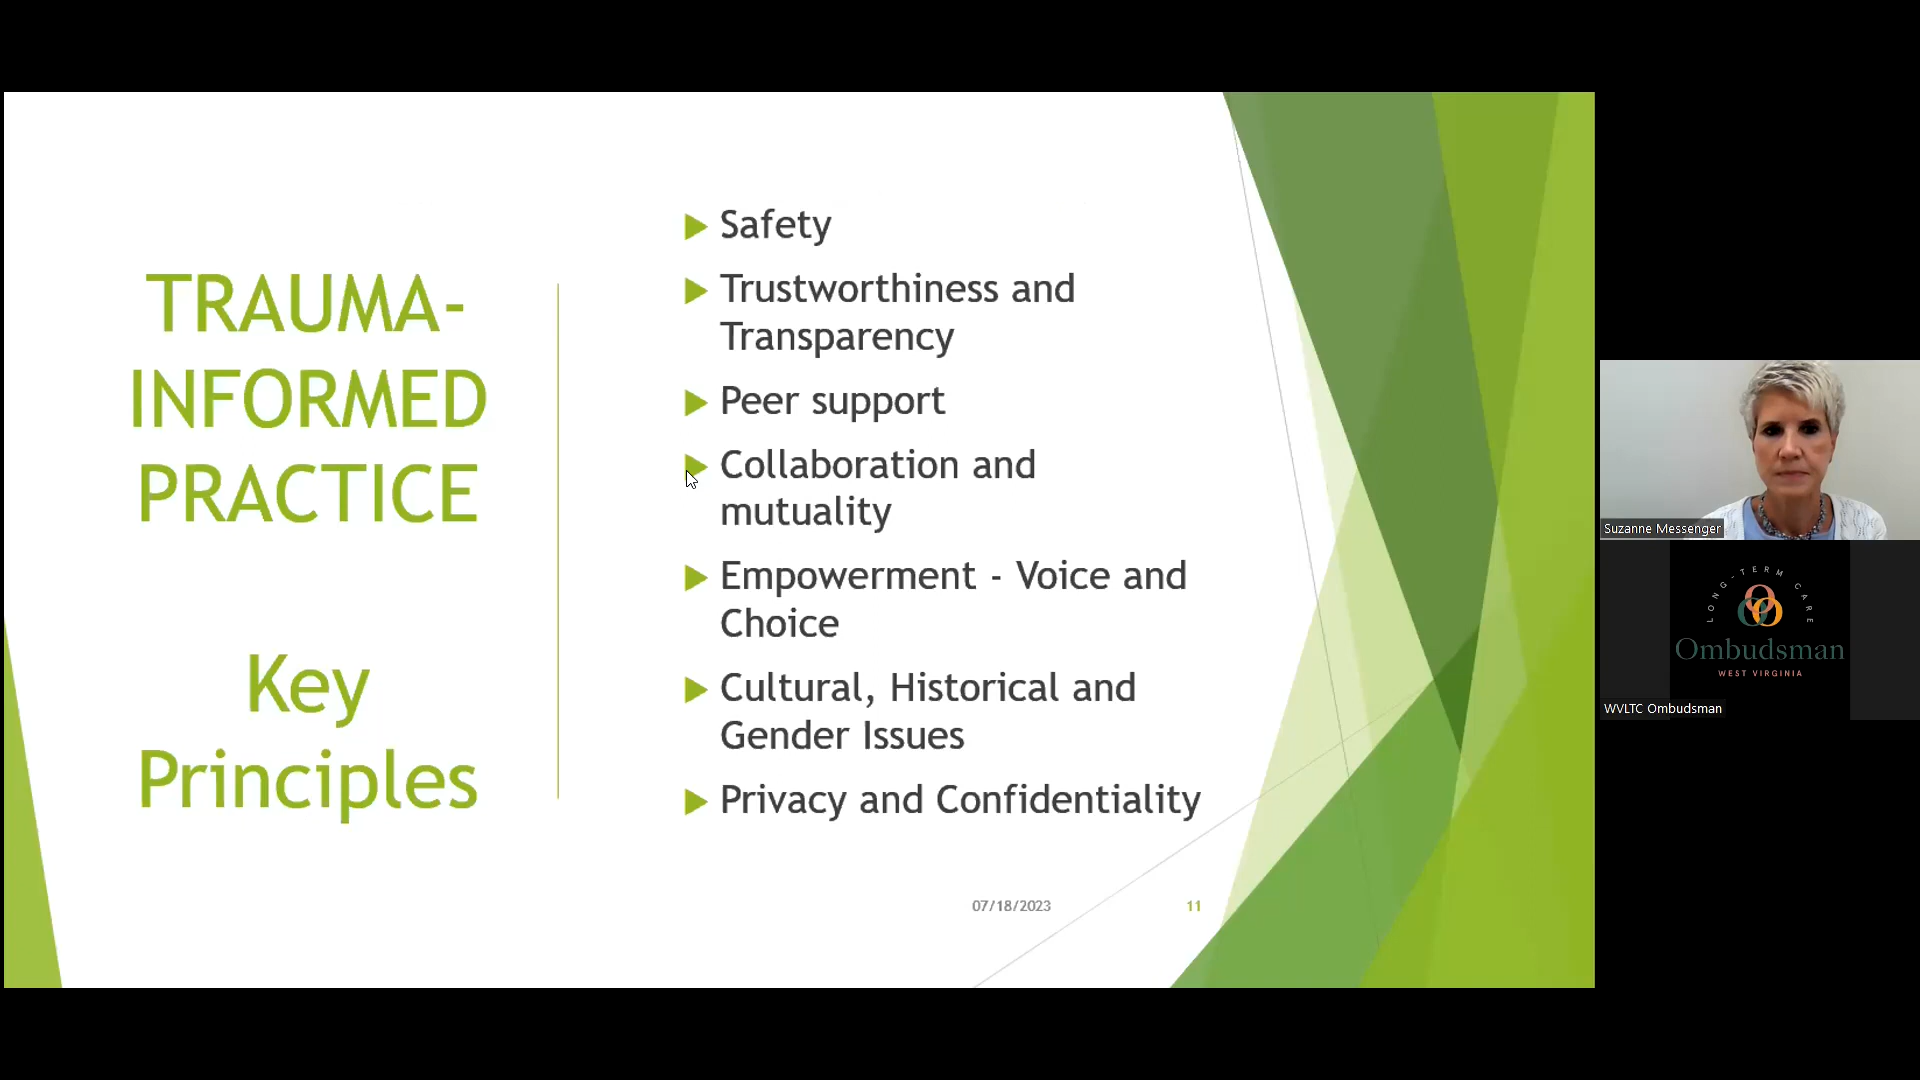 TRAUMA-
INFORMED
PRACTICE
Key
Principles
Safety
Trustworthiness and
Transparency
Peer support
Collaboration and
mutuality
Empowerment - Voice and
Choice
Cultural, Historical and
Gender Issues
Privacy and Confidentiality
07/18/2023
11
Suzanne Messenger
LONG-TERM CARE
Ombudsman
WEST VIRGINIA
WVLTC Ombudsman